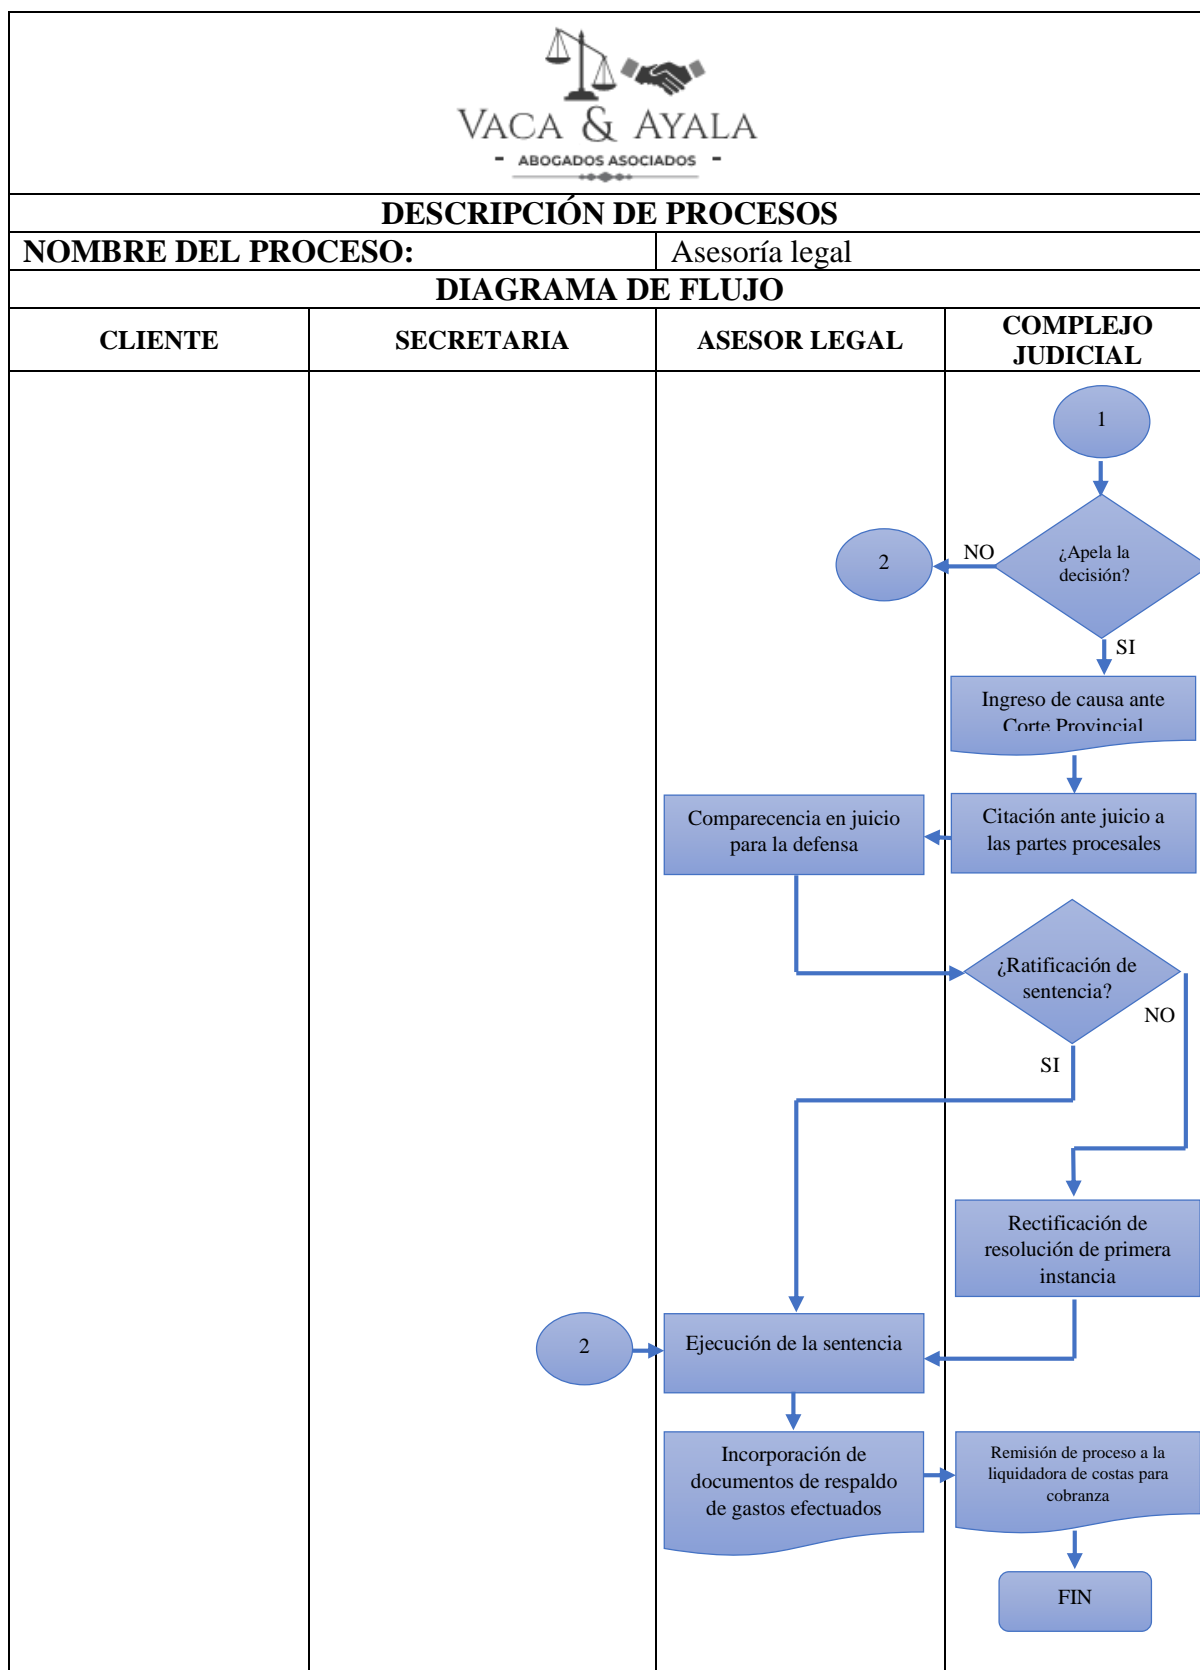 VACA & AYALA
- ABOGADOS ASOCIADOS -
DESCRIPCIÓN DE PROCESOS
NOMBRE DEL PROCESO:
Asesoría legal
DIAGRAMA DE FLUJO
CLIENTE
SECRETARIA
ASESOR LEGAL
COMPLEJO
JUDICIAL
1
2
NO
¿Apela la
decisión?
SI
Ingreso de causa ante
Corte Provincial
Comparecencia en juicio
para la defensa
Citación ante juicio a
las partes procesales
¿Ratificación de
sentencia?
NO
SI
Rectificación de
resolución de primera
instancia
2
Ejecución de la sentencia
Incorporación de
documentos de respaldo
de gastos efectuados
Remisión de proceso a la
liquidadora de costas para
cobranza
FIN